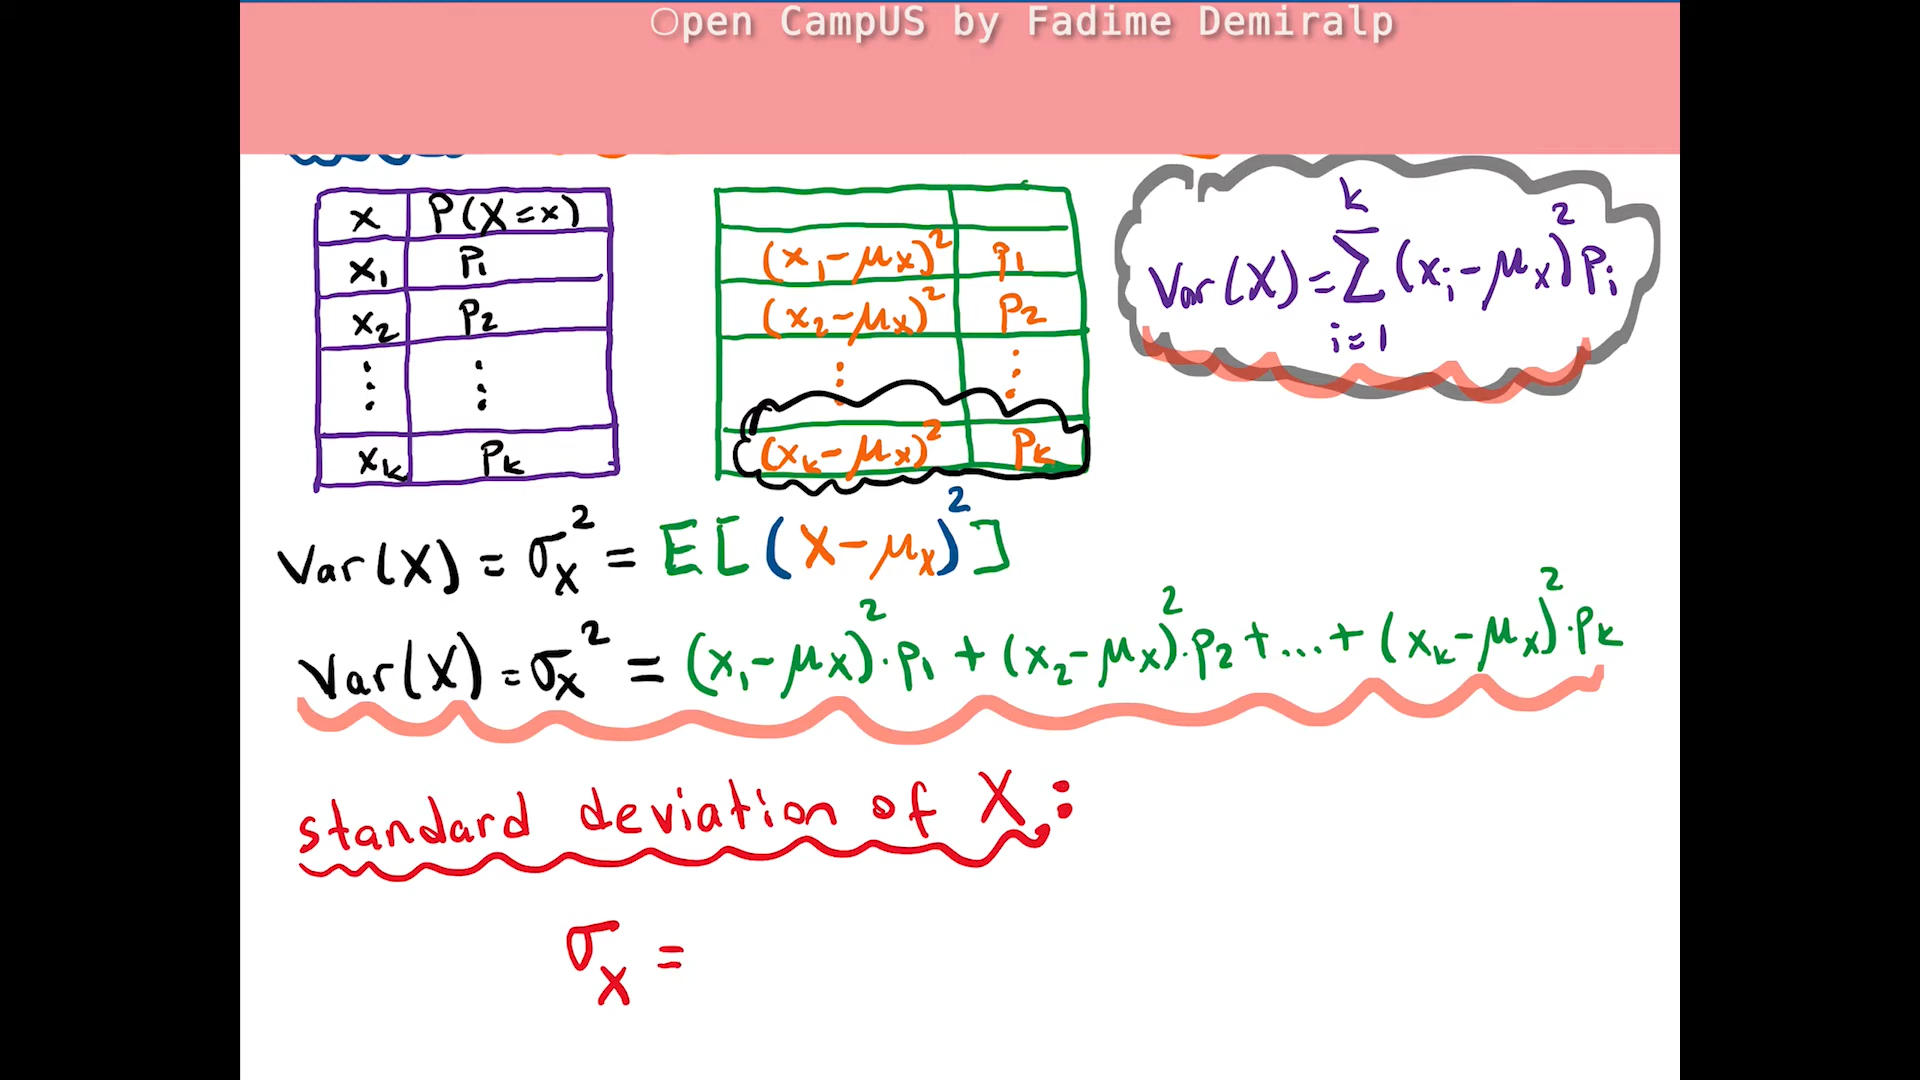 Open CampUS by Fadime Demiralp
x P(X=x)
x₁ p₁
x₂ p₂
⋮ ⋮
xₖ pₖ
(x₁-μₓ)² p₁
(x₂-μₓ)² p₂
⋮ ⋮
(xₖ-μₓ)² pₖ
Var(X) = ∑ᵢ₌₁ᵏ (xᵢ-μₓ)² pᵢ
Var(X) = σₓ² = E[(X-μₓ)²]
Var(X) = σₓ² = (x₁-μₓ)²·p₁ + (x₂-μₓ)²·p₂ + ... + (xₖ-μₓ)²·pₖ
standard deviation of X:
σₓ =